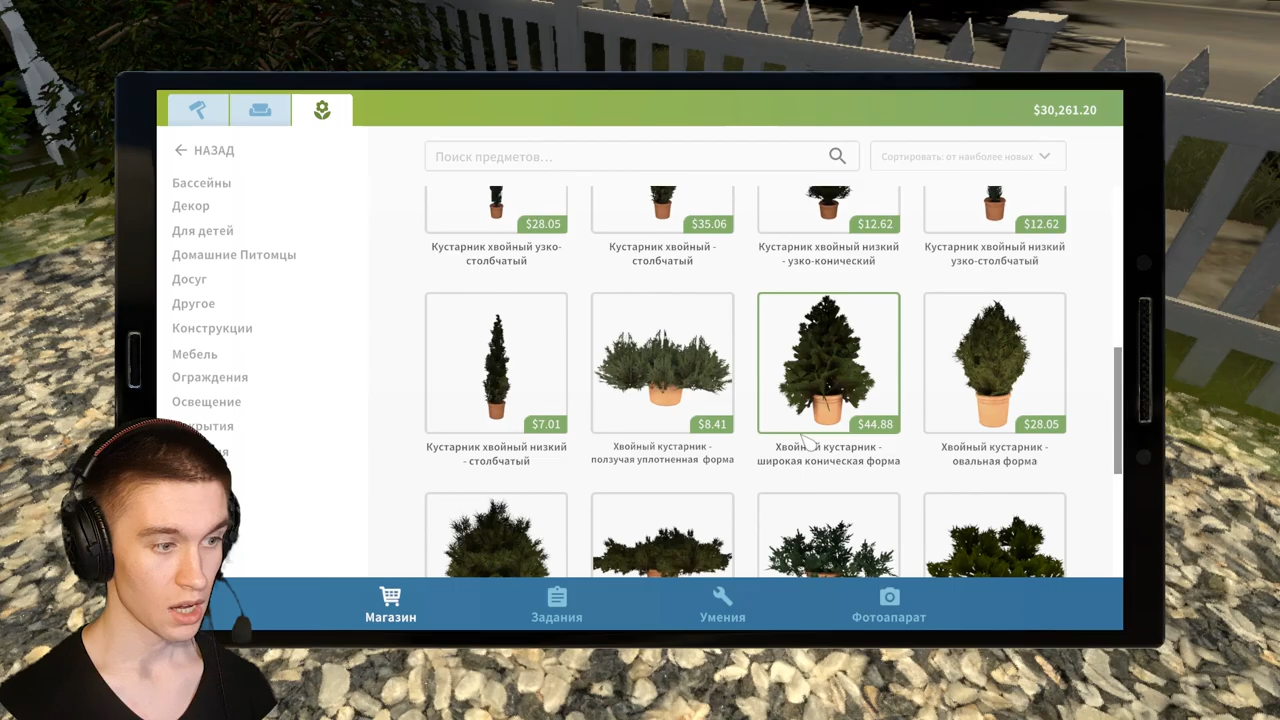 $30,261.20
НАЗАД
Поиск предметов...
Сортировать: от наиболее новых
Бассейны
Декор
Для детей
Домашние Питомцы
Досуг
Другое
Конструкции
Мебель
Ограждения
Освещение
$28.05
$35.06
$12.62
$12.62
Кустарник хвойный узко-
столбчатый
Кустарник хвойный -
столбчатый
Кустарник хвойный низкий
- узко-конический
Кустарник хвойный низкий
узко-столбчатый
$7.01
$8.41
$44.88
$28.05
Кустарник хвойный низкий
- столбчатый
Хвойный кустарник -
ползучая уплотненная форма
Хвойный кустарник -
широкая коническая форма
Хвойный кустарник -
овальная форма
Магазин
Задания
Умения
Фотоаппарат